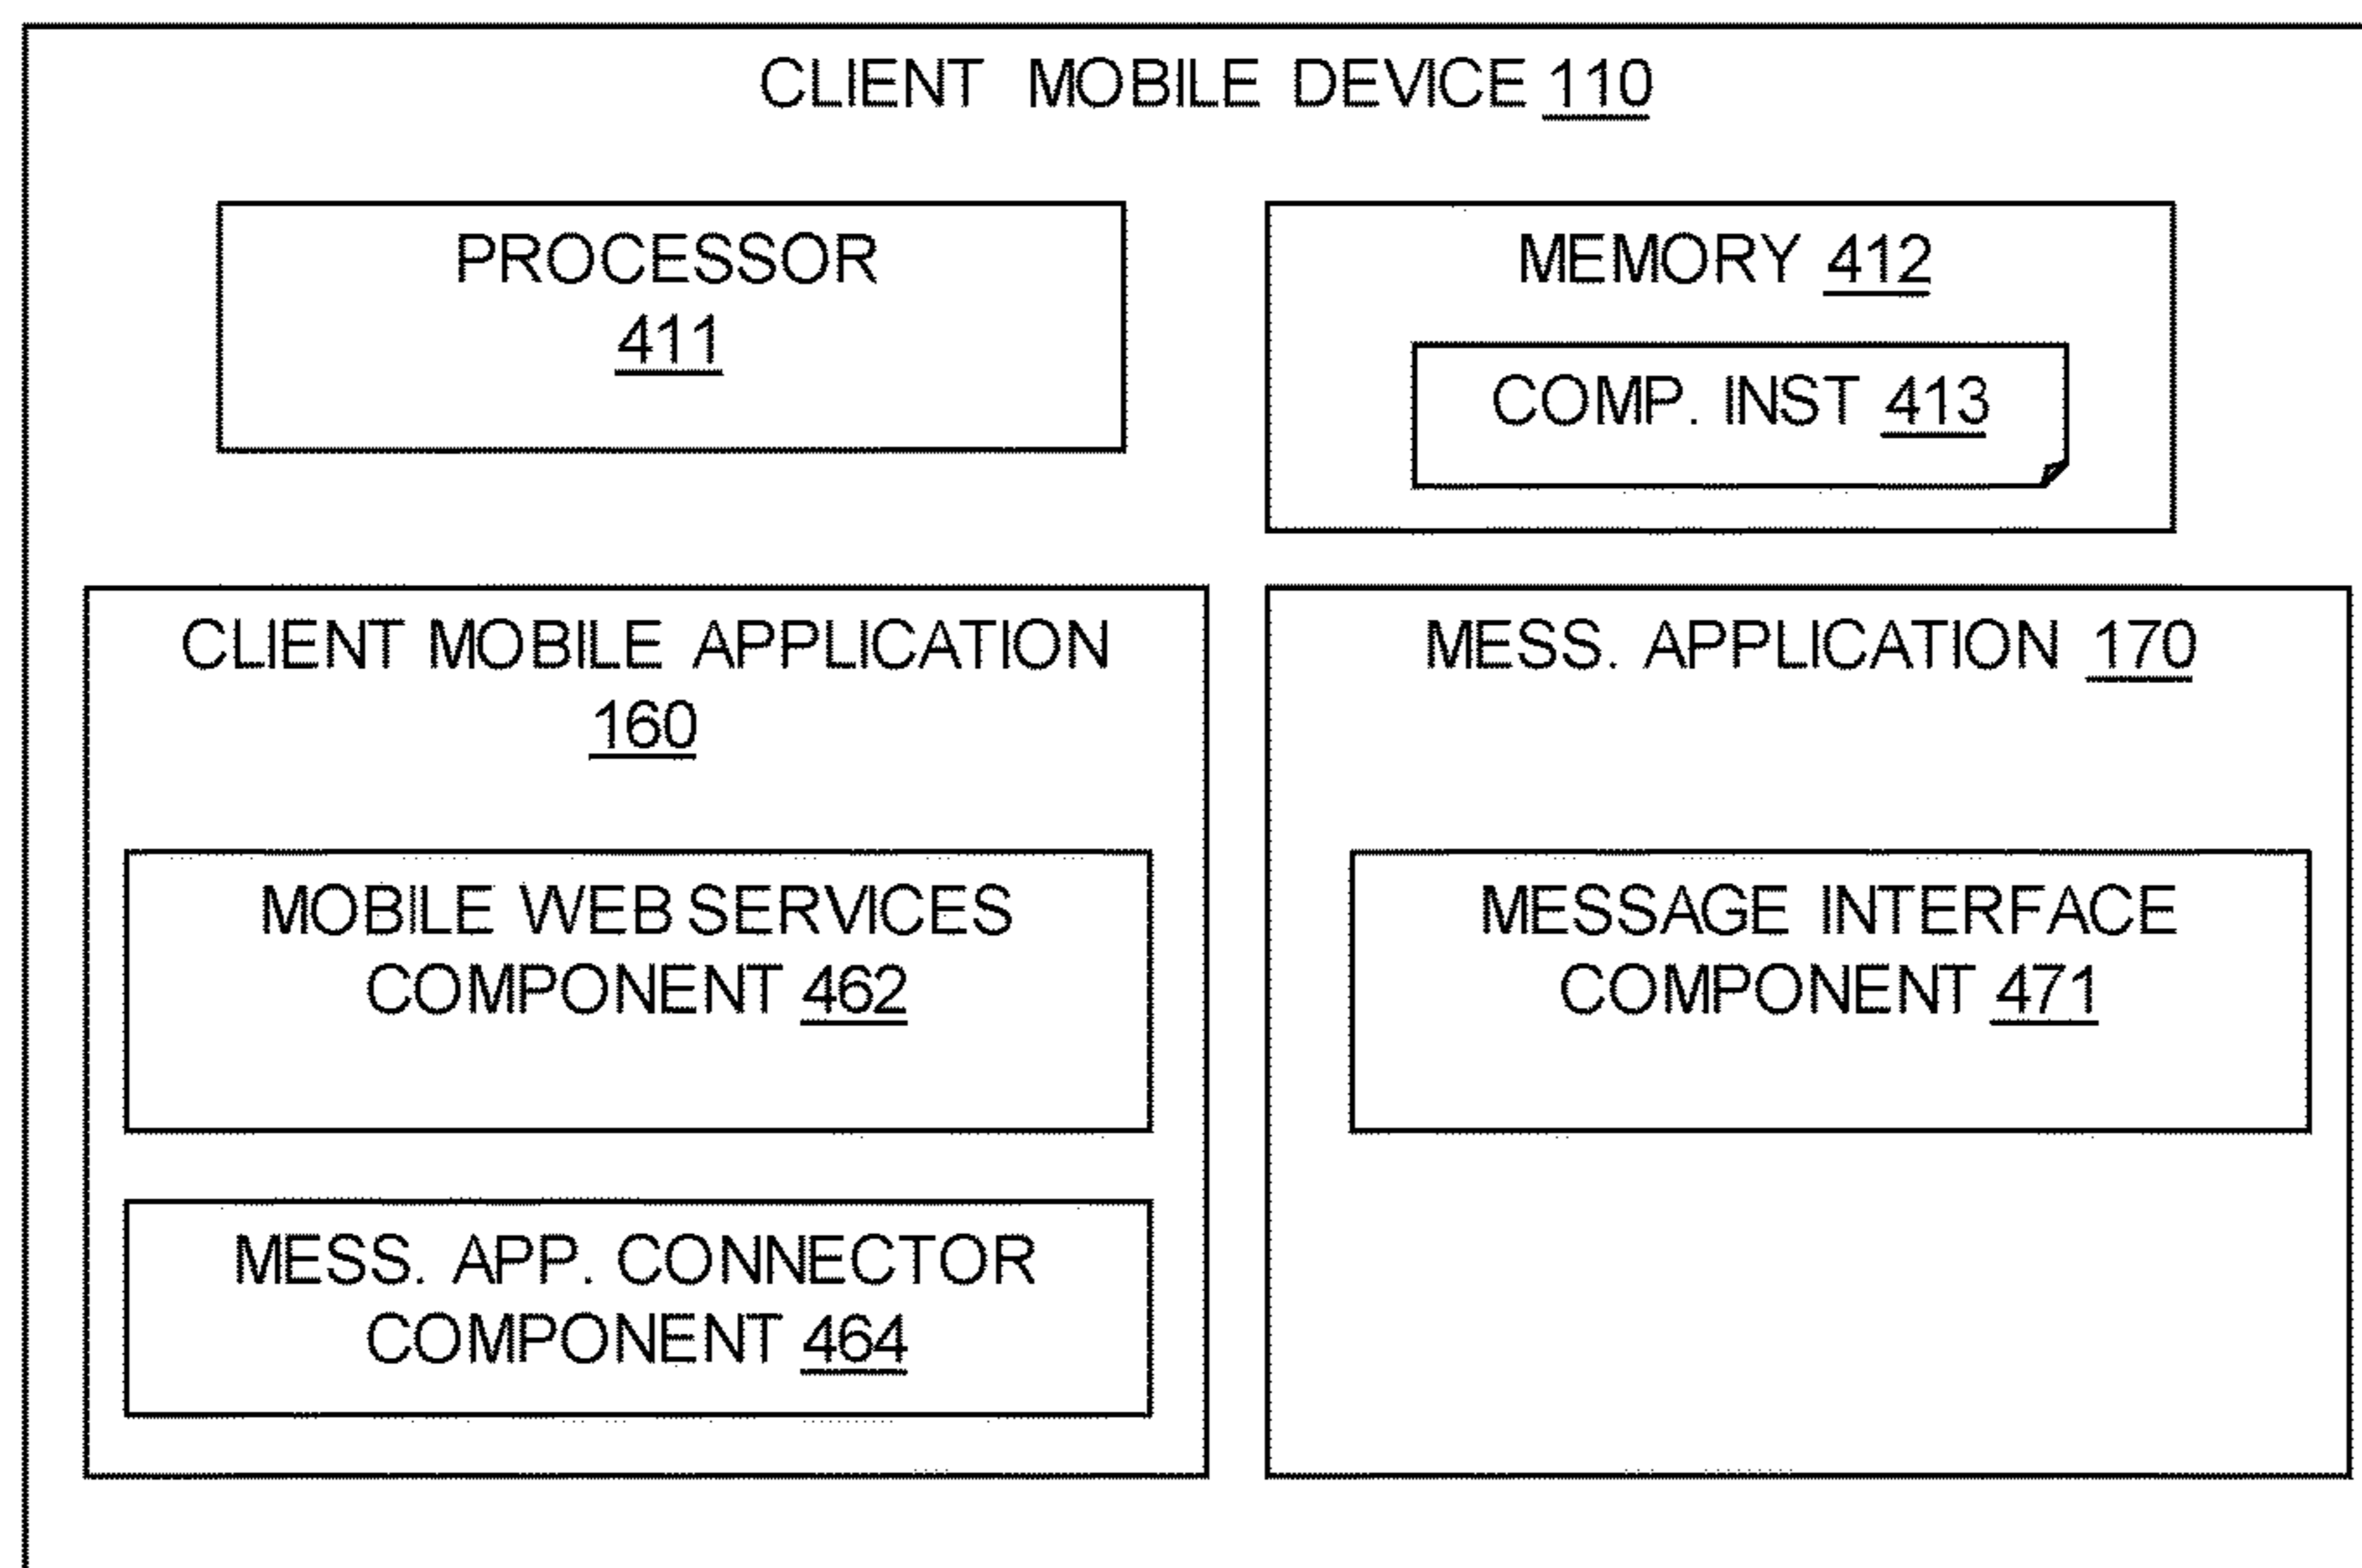 CLIENT MOBILE DEVICE 110
PROCESSOR
411
MEMORY 412
COMP. INST 413
CLIENT MOBILE APPLICATION
160
MOBILE WEB SERVICES
COMPONENT 462
MESS. APP. CONNECTOR
COMPONENT 464
MESS. APPLICATION 170
MESSAGE INTERFACE
COMPONENT 471